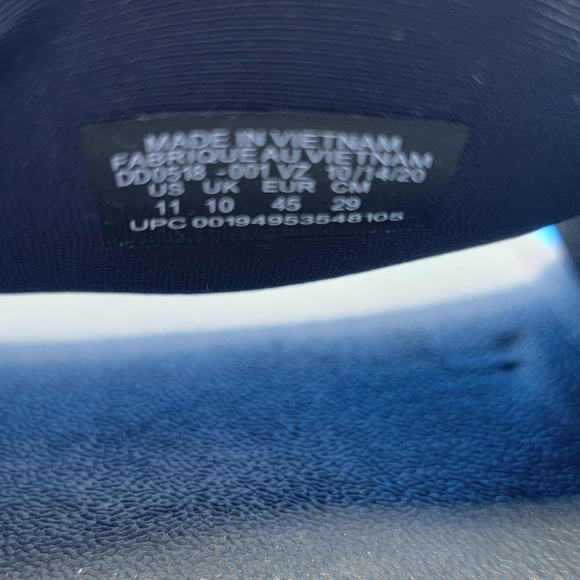 MADE IN VIETNAM
FABRIQUE AU VIETNAM
DD0518 -001 VZ 10/14/20
US UK EUR CM
11 10 45 29
UPC 00194953548105